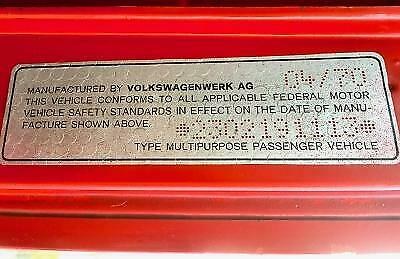 04/70
MANUFACTURED BY VOLKSWAGENWERK AG
THIS VEHICLE CONFORMS TO ALL APPLICABLE FEDERAL MOTOR
VEHICLE SAFETY STANDARDS IN EFFECT ON THE DATE OF MANU-
FACTURE SHOWN ABOVE.
TYPE MULTIPURPOSE PASSENGER VEHICLE